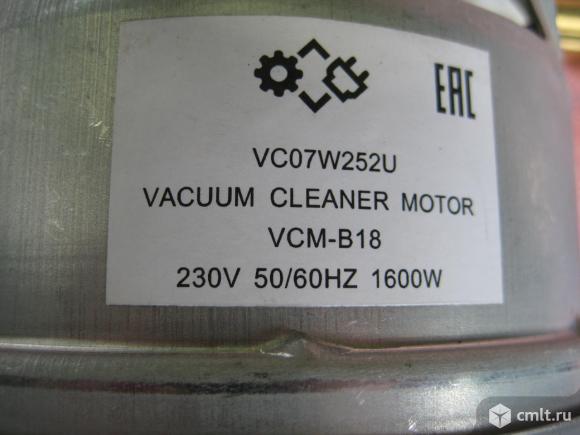 EAC
VC07W252U
VACUUM CLEANER MOTOR
VCM-B18
230V 50/60HZ 1600W
cmlt.ru